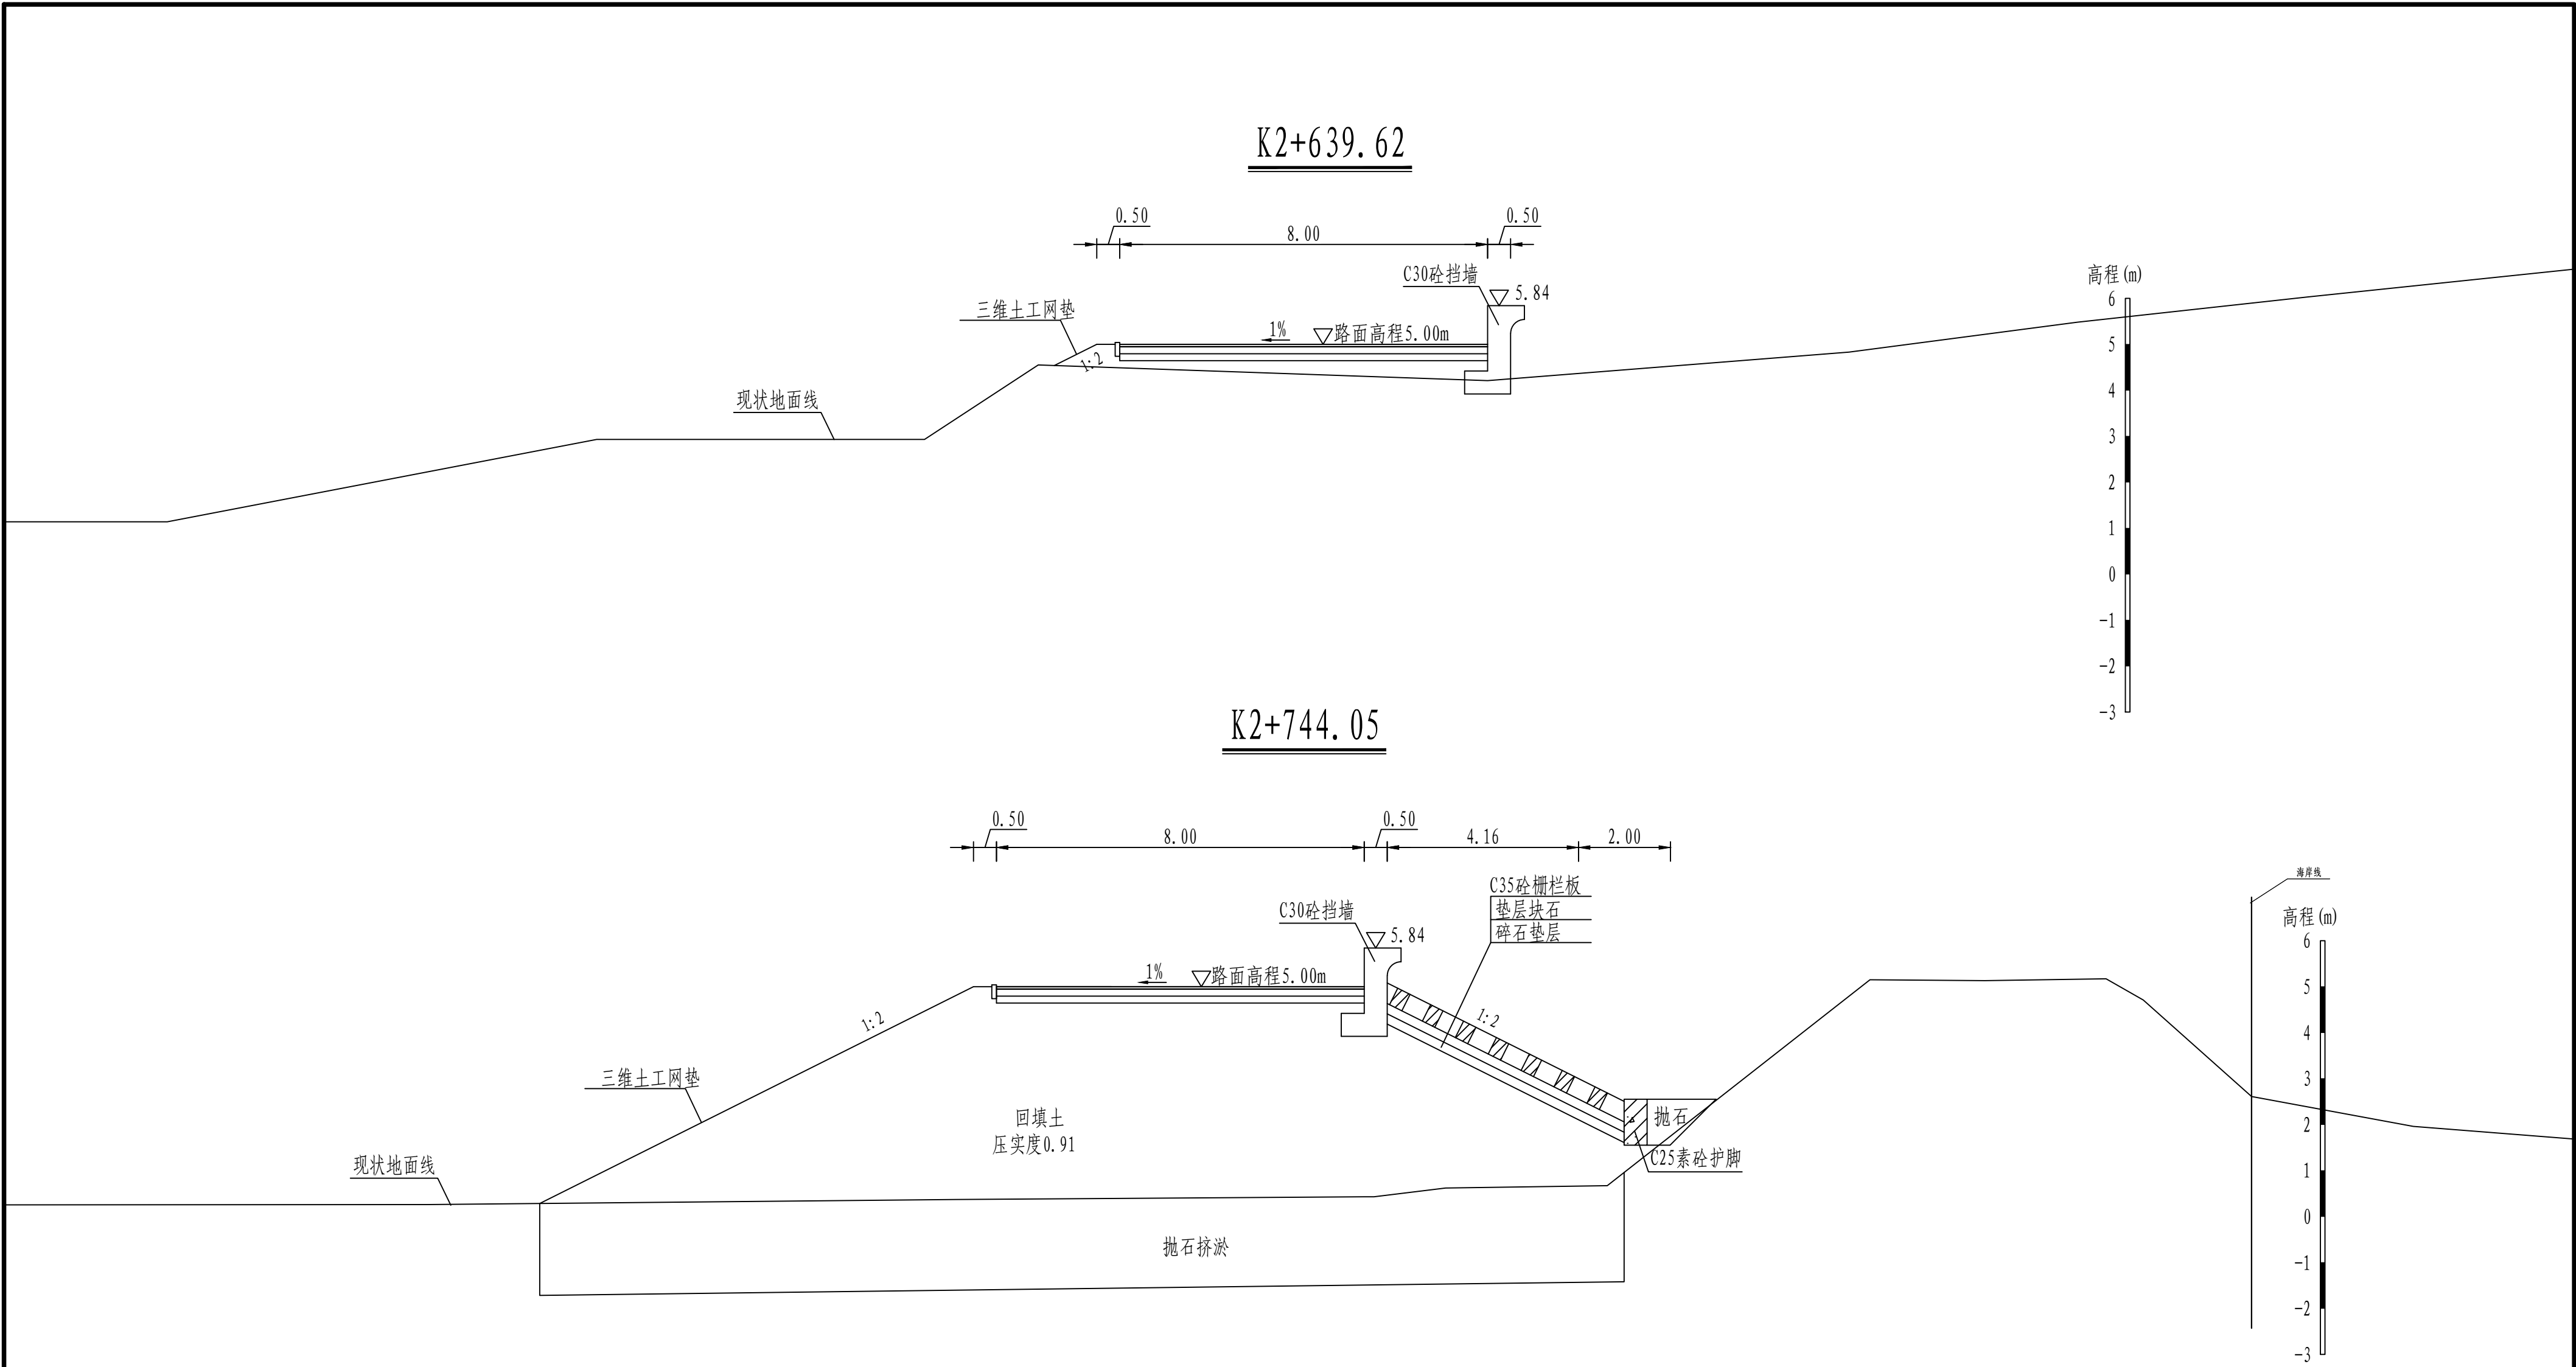 K2+639.62
0.50
8.00
0.50
C30砼挡墙
5.84
三维土工网垫
1%
路面高程5.00m
1:2
现状地面线
高程(m)
6
5
4
3
2
1
0
-1
-2
-3
K2+744.05
0.50
8.00
0.50
4.16
2.00
C35砼栅栏板
垫层块石
碎石垫层
C30砼挡墙
5.84
1%
路面高程5.00m
1:2
1:2
三维土工网垫
回填土
压实度0.91
抛石
C25素砼护脚
现状地面线
抛石挤淤
海岸线
高程(m)
6
5
4
3
2
1
0
-1
-2
-3